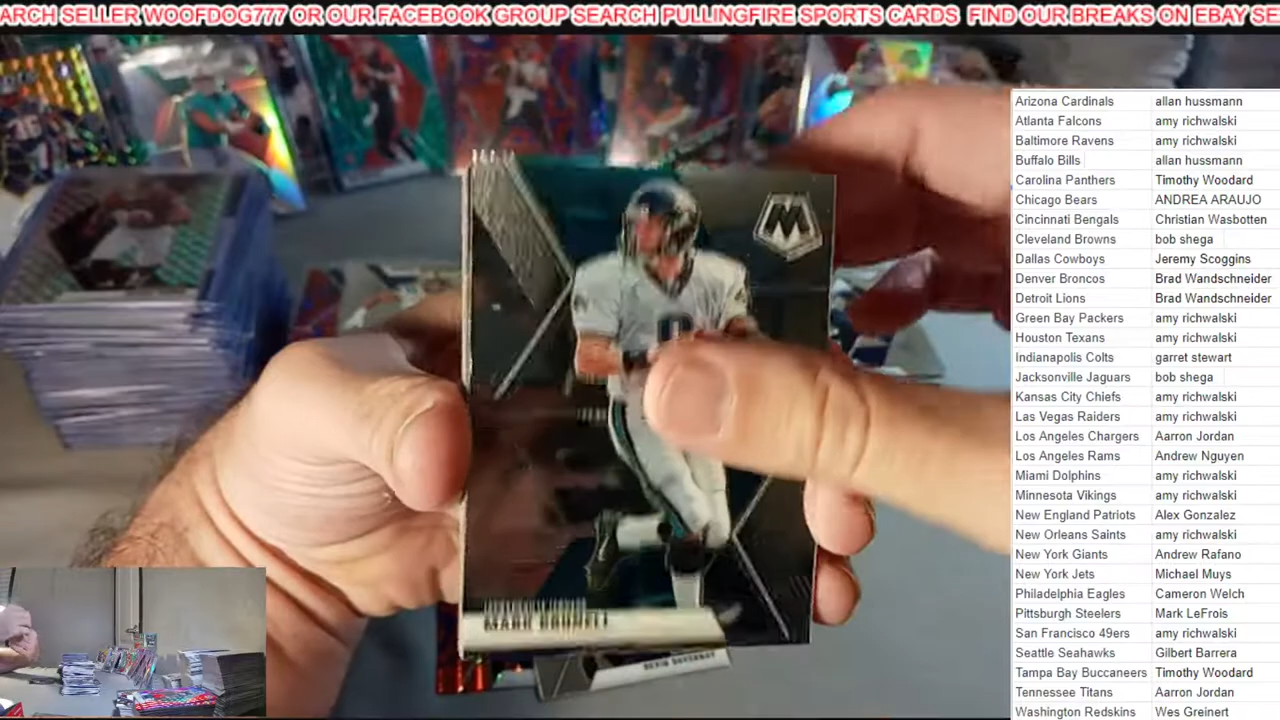 ARCH SELLER WOOFDOG777 OR OUR FACEBOOK GROUP SEARCH PULLINGFIRE SPORTS CARDS  FIND OUR BREAKS ON EBAY SE
Arizona Cardinals allan hussmann
Atlanta Falcons amy richwalski
Baltimore Ravens amy richwalski
Buffalo Bills allan hussmann
Carolina Panthers Timothy Woodard
Chicago Bears ANDREA ARAUJO
Cincinnati Bengals Christian Wasbotten
Cleveland Browns bob shega
Dallas Cowboys Jeremy Scoggins
Denver Broncos Brad Wandschneider
Detroit Lions Brad Wandschneider
Green Bay Packers amy richwalski
Houston Texans amy richwalski
Indianapolis Colts garret stewart
Jacksonville Jaguars bob shega
Kansas City Chiefs amy richwalski
Las Vegas Raiders amy richwalski
Los Angeles Chargers Aarron Jordan
Los Angeles Rams Andrew Nguyen
Miami Dolphins amy richwalski
Minnesota Vikings amy richwalski
New England Patriots Alex Gonzalez
New Orleans Saints amy richwalski
New York Giants Andrew Rafano
New York Jets Michael Muys
Philadelphia Eagles Cameron Welch
Pittsburgh Steelers Mark LeFrois
San Francisco 49ers amy richwalski
Seattle Seahawks Gilbert Barrera
Tampa Bay Buccaneers Timothy Woodard
Tennessee Titans Aarron Jordan
Washington Redskins Wes Greinert
M
MARK BRUNELL